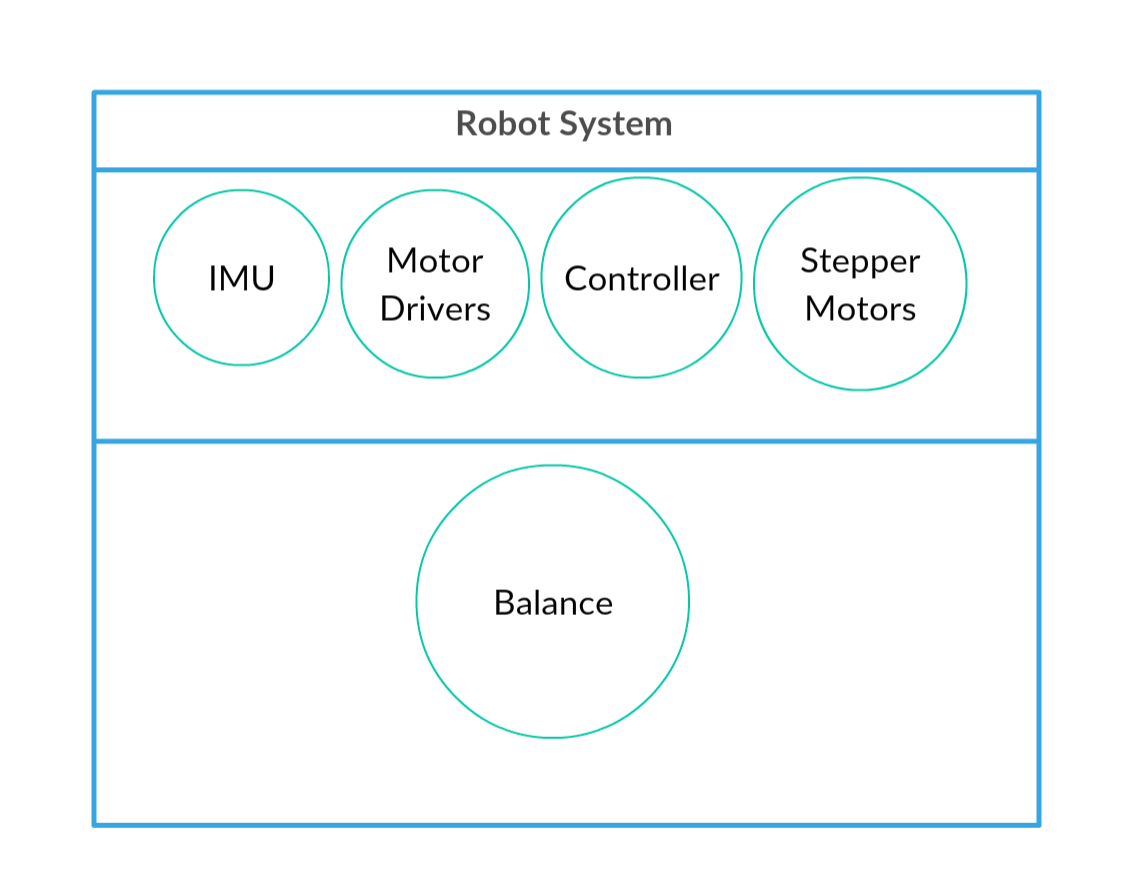 Robot System
IMU
Motor
Drivers
Controller
Stepper
Motors
Balance